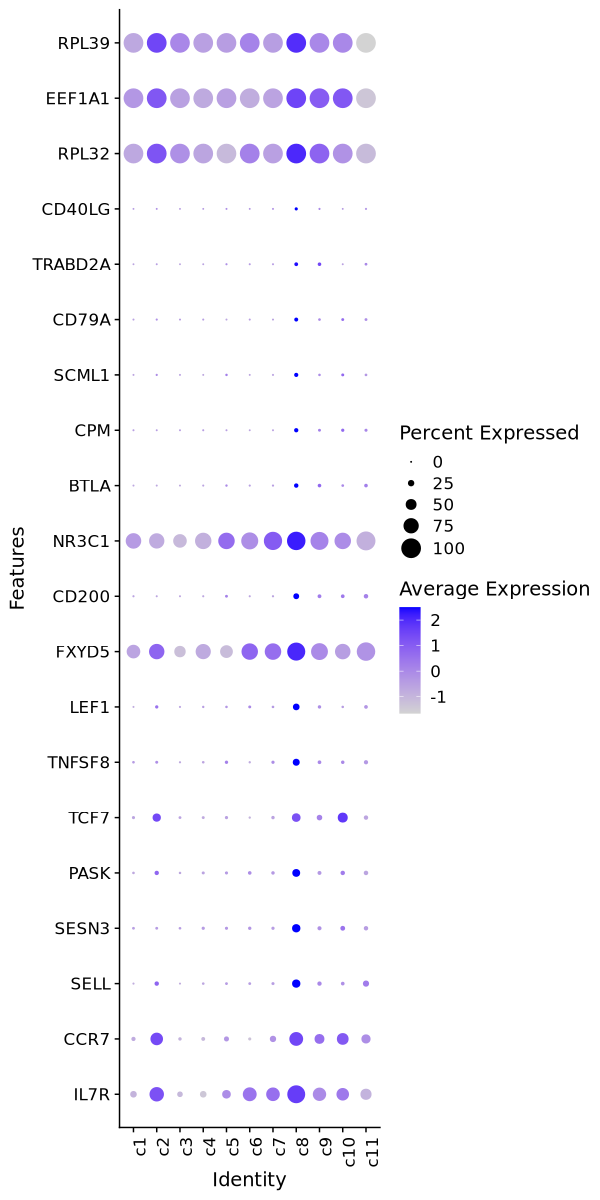 RPL39
EEF1A1
RPL32
CD40LG
TRABD2A
CD79A
SCML1
CPM
BTLA
NR3C1
CD200
FXYD5
LEF1
TNFSF8
TCF7
PASK
SESN3
SELL
CCR7
IL7R
Features
c1 c2 c3 c4 c5 c6 c7 c8 c9 c10 c11
Identity
Percent Expressed
0
25
50
75
100
Average Expression
2
1
0
-1